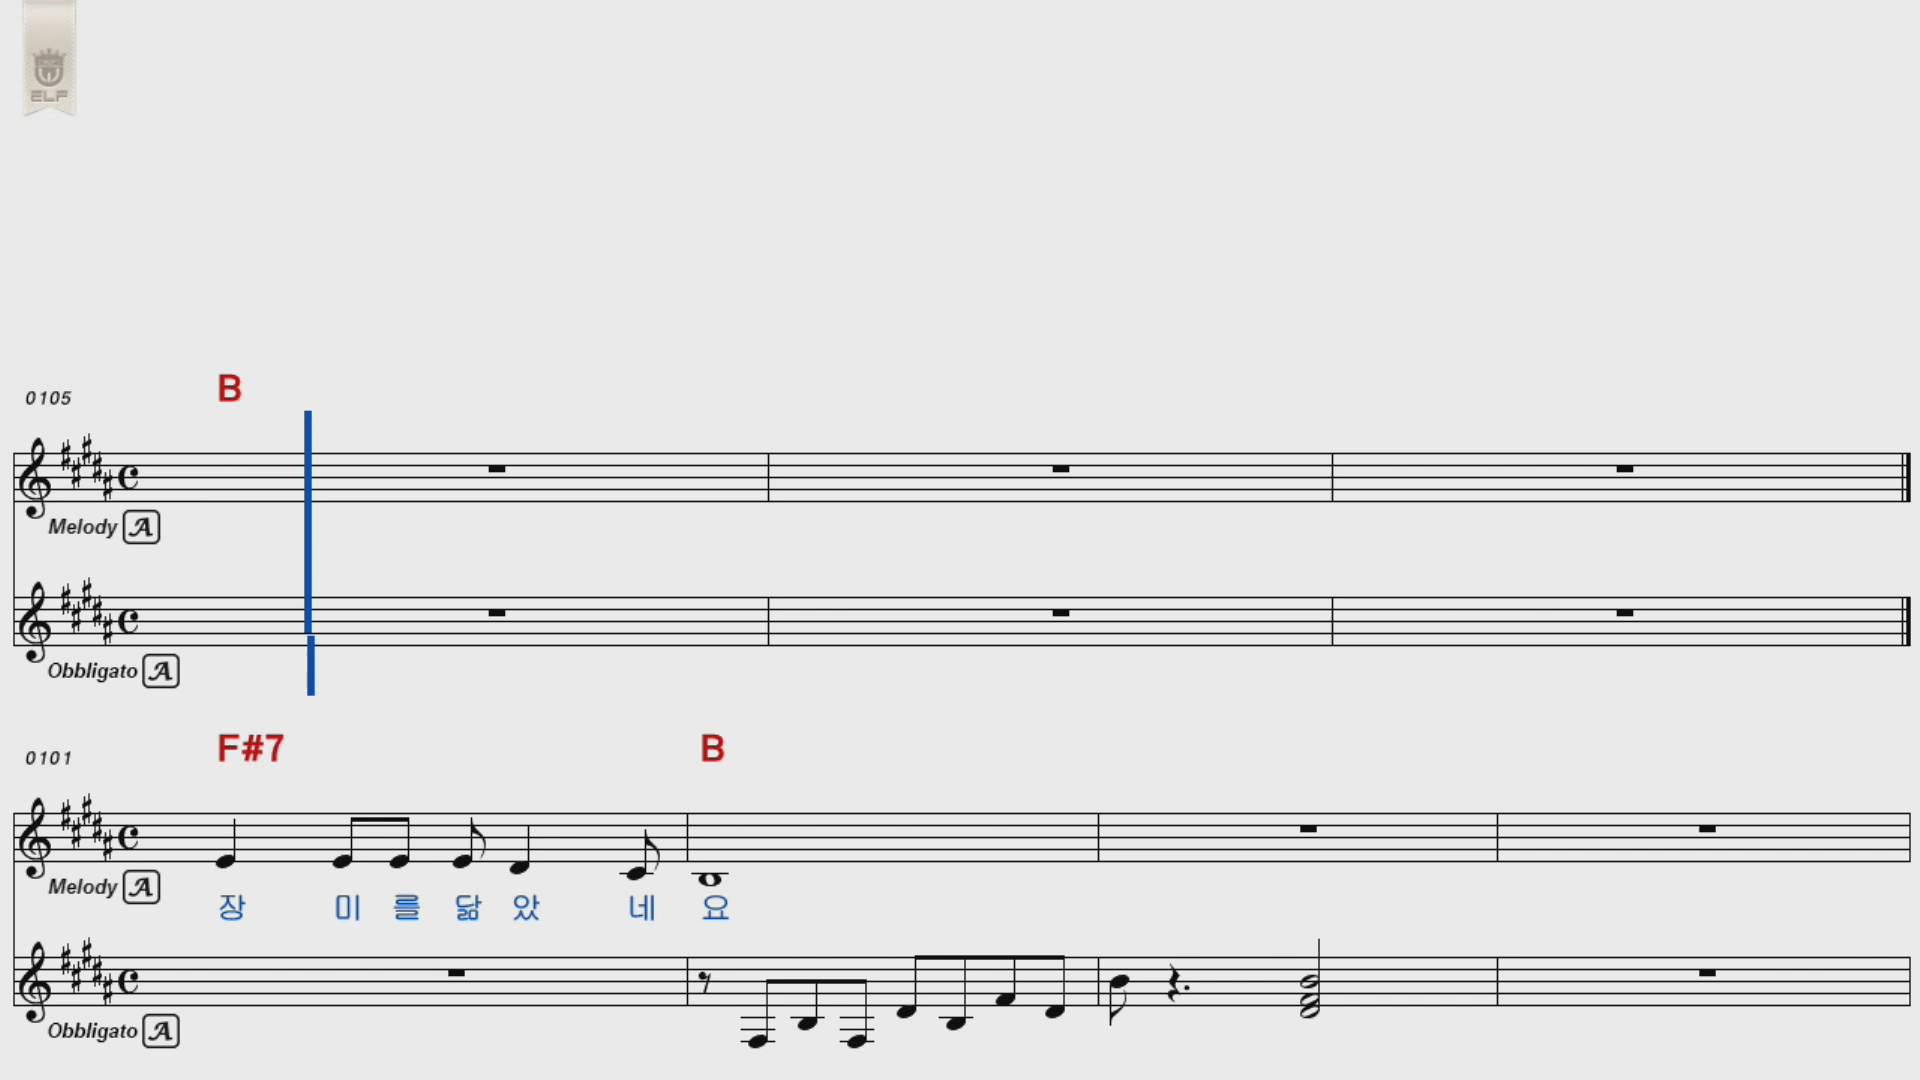 ELF
0105 B
Melody A
Obbligato A
0101 F#7 B
Melody A
장 미 를 닮 았 네 요
Obbligato A